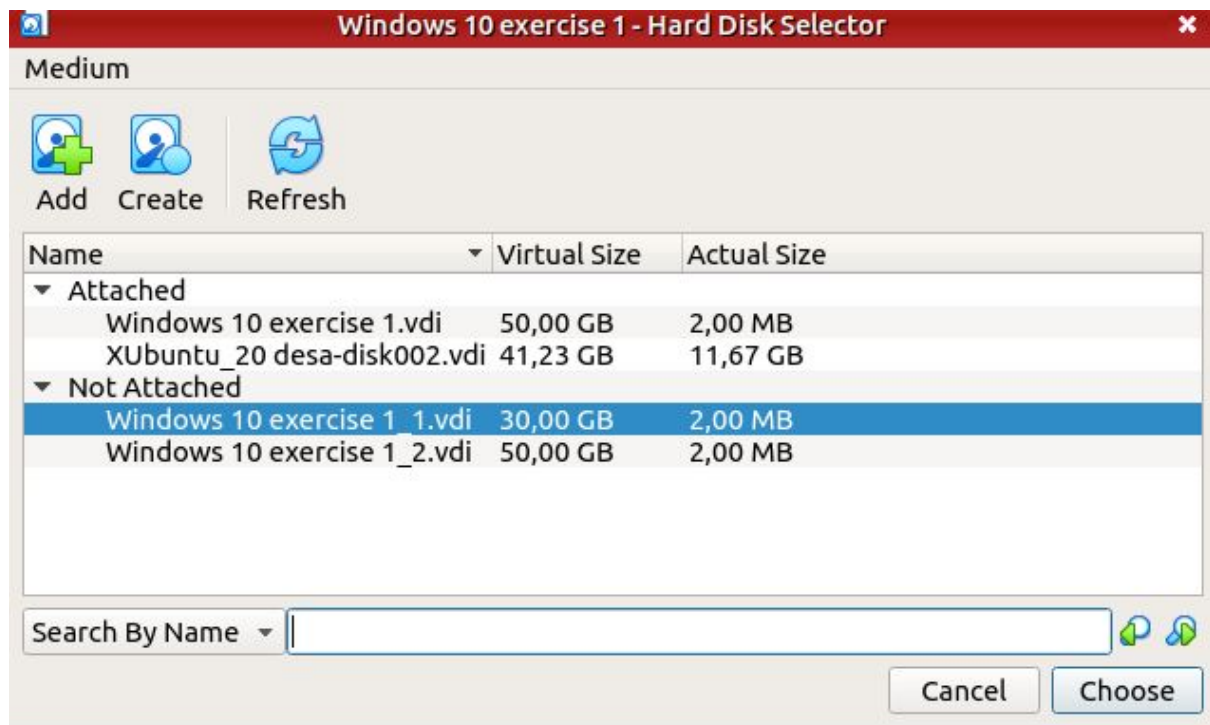 Windows 10 exercise 1 - Hard Disk Selector
Medium
Add Create Refresh
Name Virtual Size Actual Size
Attached
Windows 10 exercise 1.vdi 50,00 GB 2,00 MB
XUbuntu_20 desa-disk002.vdi 41,23 GB 11,67 GB
Not Attached
Windows 10 exercise 1_1.vdi 30,00 GB 2,00 MB
Windows 10 exercise 1_2.vdi 50,00 GB 2,00 MB
Search By Name
Cancel Choose